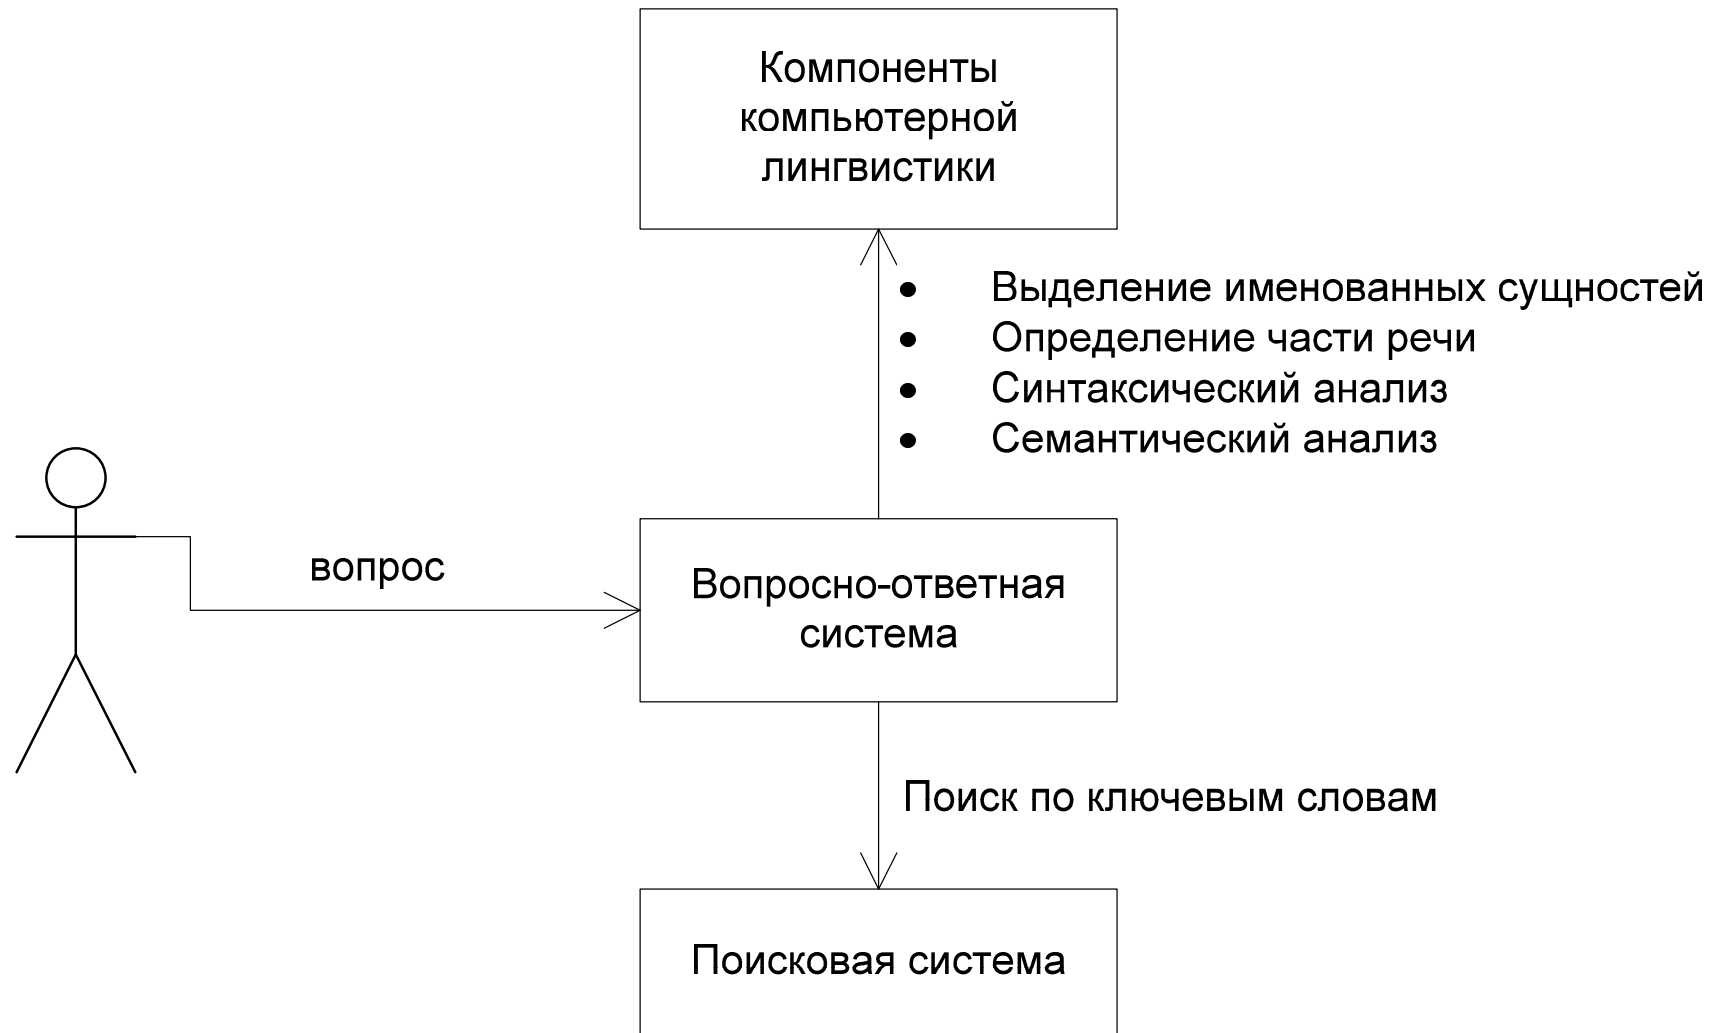 Компоненты
компьютерной
лингвистики
• Выделение именованных сущностей
• Определение части речи
• Синтаксический анализ
• Семантический анализ
вопрос
Вопросно-ответная
система
Поиск по ключевым словам
Поисковая система